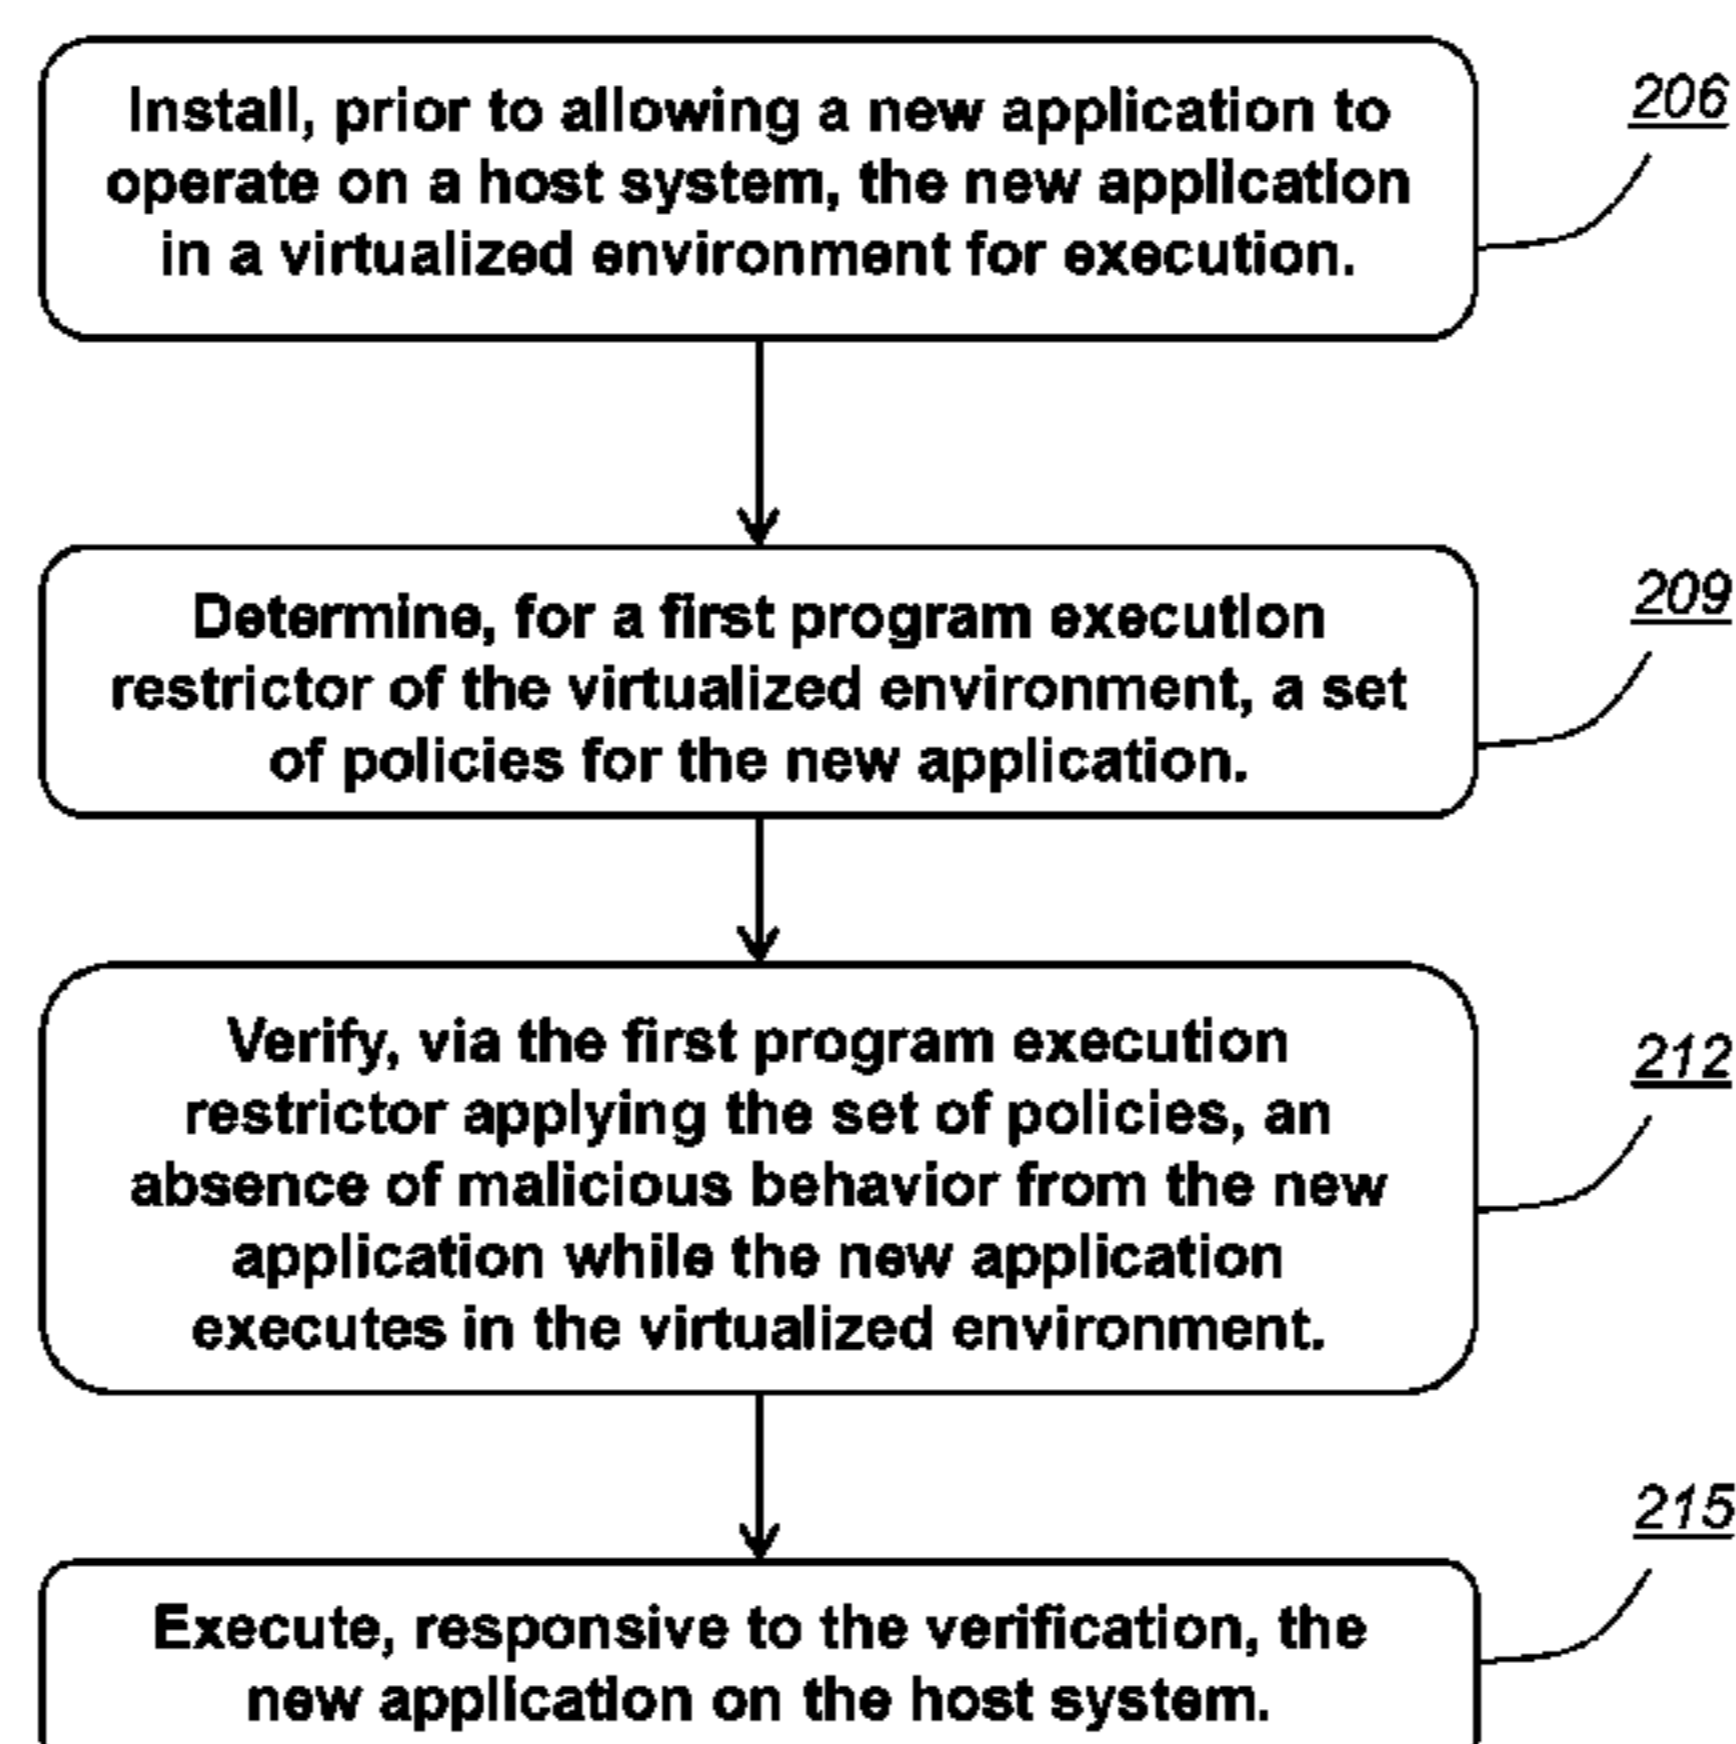 Install, prior to allowing a new application to
operate on a host system, the new application
in a virtualized environment for execution.
206
Determine, for a first program execution
restrictor of the virtualized environment, a set
of policies for the new application.
209
Verify, via the first program execution
restrictor applying the set of policies, an
absence of malicious behavior from the new
application while the new application
executes in the virtualized environment.
212
Execute, responsive to the verification, the
new application on the host system.
215